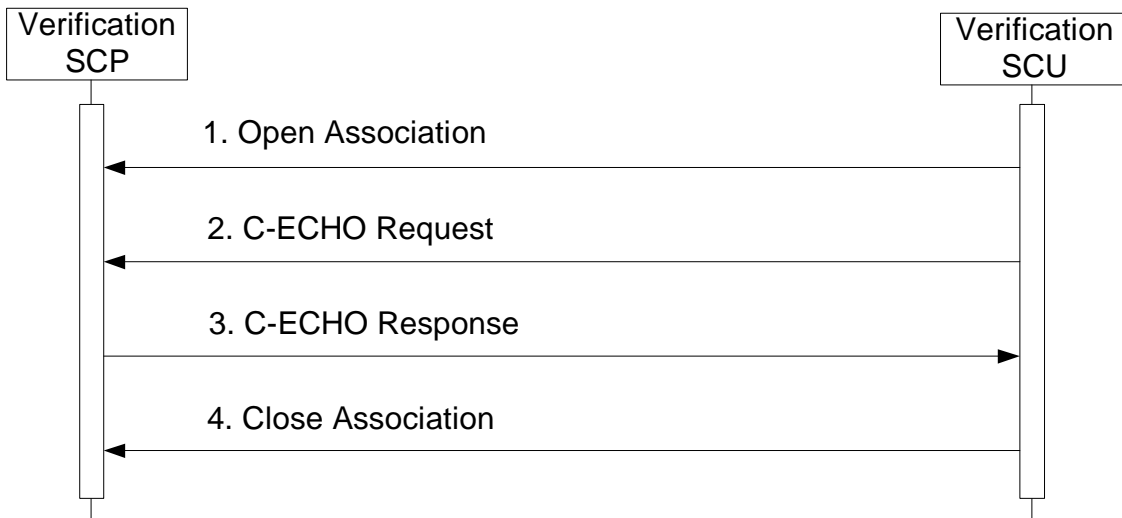 Verification
SCP
Verification
SCU
1. Open Association
2. C-ECHO Request
3. C-ECHO Response
4. Close Association